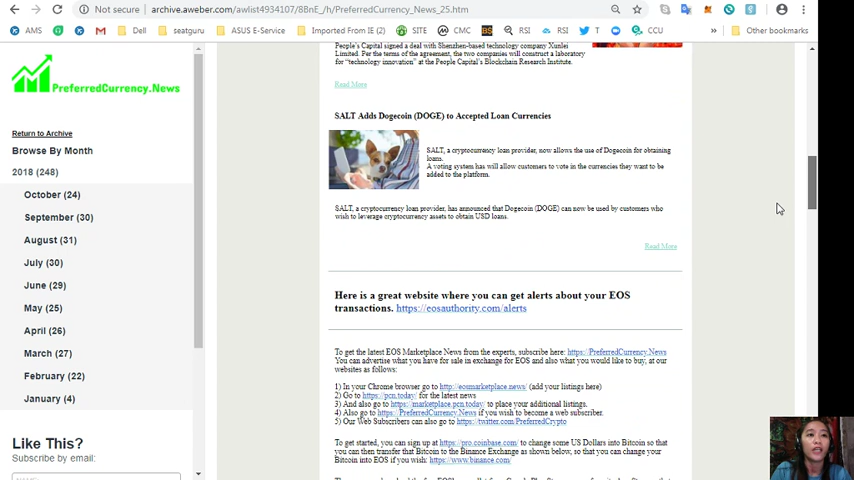 Not secure | archive.aweber.com/awlist4934107/88nE_/h/PreferredCurrency_News_25.htm
AMS
Dell
seatguru
ASUS E-Service
Imported From IE (2)
SITE
CMC
BS
RSI
RSI
T
CCU
»
Other bookmarks
PreferredCurrency.News
Return to Archive
Browse By Month
2018 (248)
October (24)
September (30)
August (31)
July (30)
June (29)
May (25)
April (26)
March (27)
February (22)
January (4)
Like This?
Subscribe by email:
People's Capital signed a deal with Shenzhen-based technology company Xunlei
Limited. Per the terms of the agreement, the two companies will construct a laboratory
for "technology innovation" at the People Capital's Blockchain Research Institute.
Read More
SALT Adds Dogecoin (DOGE) to Accepted Loan Currencies
SALT, a cryptocurrency loan provider, now allows the use of Dogecoin for obtaining
loans.
A voting system has will allow customers to vote in the currencies they want to be
added to the platform.
SALT, a cryptocurrency loan provider, has announced that Dogecoin (DOGE) can now be used by customers who
wish to leverage cryptocurrency assets to obtain USD loans.
Read More
Here is a great website where you can get alerts about your EOS
transactions. https://eosauthority.com/alerts
To get the latest EOS Marketplace News from the experts, subscribe here: https://PreferredCurrency.News
You can advertise what you have for sale in exchange for EOS and also what you would like to buy, at our
websites as follows:
1) In your Chrome browser go to http://eosmarketplace.news/ (add your listings here)
2) Go to https://pcn.today/ for the latest news
3) And also go to https://marketplace.pcn.today/ to place your additional listings.
4) Also go to https://PreferredCurrency.News if you wish to become a web subscriber.
5) Our Web Subscribers can also go to https://twitter.com/PreferredCrypto
To get started, you can sign up at https://pro.coinbase.com/ to change some US Dollars into Bitcoin so that
you can then transfer that Bitcoin to the Binance Exchange as shown below, so that you can change your
Bitcoin into EOS if you wish: https://www.binance.com/